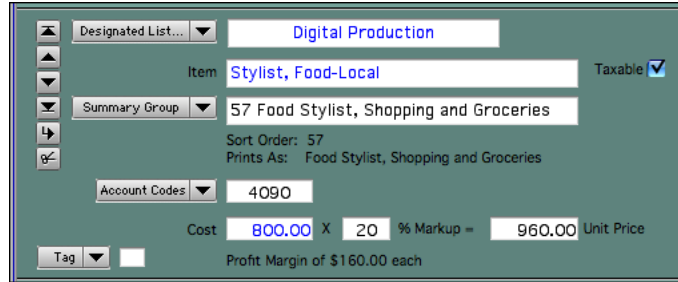 Designated List... Digital Production
Item Stylist, Food-Local Taxable
Summary Group 57 Food Stylist, Shopping and Groceries
Sort Order: 57
Prints As: Food Stylist, Shopping and Groceries
Account Codes 4090
Cost 800.00 X 20 % Markup = 960.00 Unit Price
Tag Profit Margin of $160.00 each